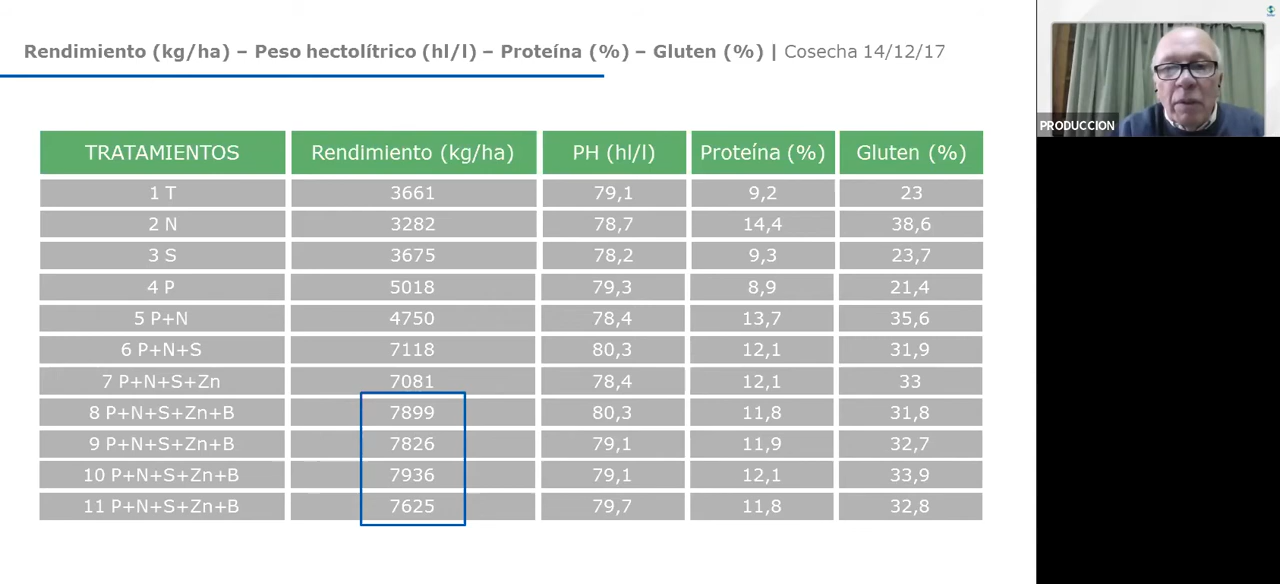 Rendimiento (kg/ha) – Peso hectolítrico (hl/l) – Proteína (%) – Gluten (%) | Cosecha 14/12/17
PRODUCCION
TRATAMIENTOS Rendimiento (kg/ha) PH (hl/l) Proteína (%) Gluten (%)
1 T 3661 79,1 9,2 23
2 N 3282 78,7 14,4 38,6
3 S 3675 78,2 9,3 23,7
4 P 5018 79,3 8,9 21,4
5 P+N 4750 78,4 13,7 35,6
6 P+N+S 7118 80,3 12,1 31,9
7 P+N+S+Zn 7081 78,4 12,1 33
8 P+N+S+Zn+B 7899 80,3 11,8 31,8
9 P+N+S+Zn+B 7826 79,1 11,9 32,7
10 P+N+S+Zn+B 7936 79,1 12,1 33,9
11 P+N+S+Zn+B 7625 79,7 11,8 32,8